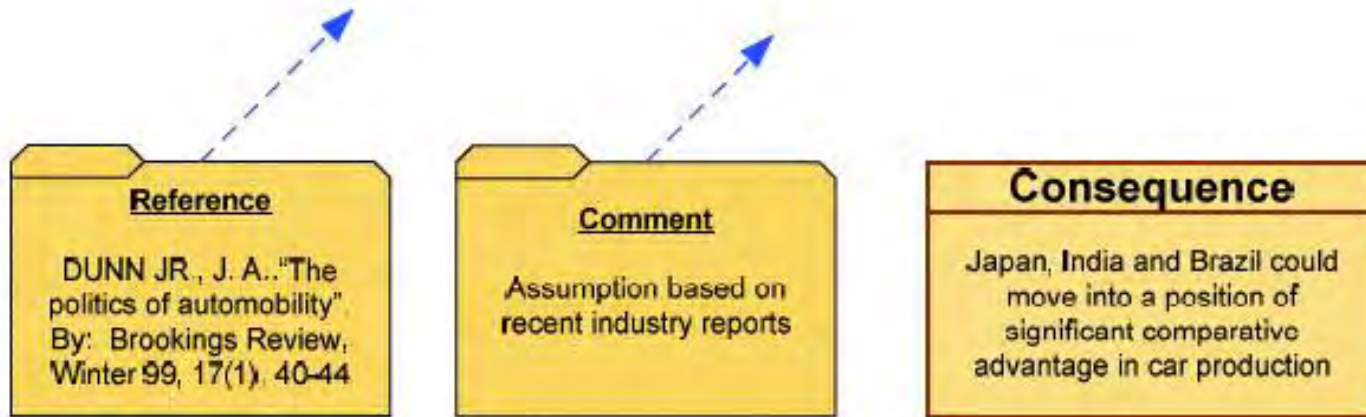 Reference
DUNN JR., J. A.."The
politics of automobility".
By: Brookings Review,
Winter 99, 17(1). 40-44
Comment
Assumption based on
recent industry reports
Consequence
Japan, India and Brazil could
move into a position of
significant comparative
advantage in car production